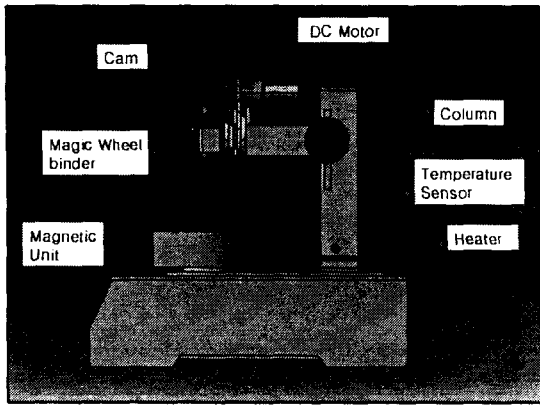 DC Motor
Cam
Column
Magic Wheel
binder
Temperature
Sensor
Magnetic
Unit
Heater